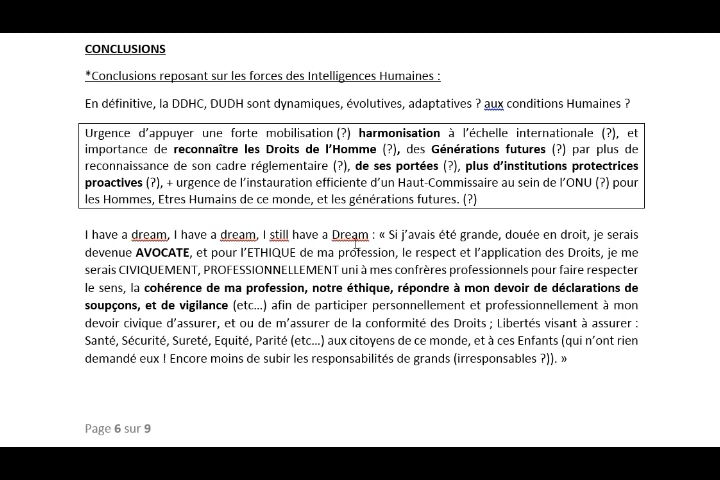 CONCLUSIONS
*Conclusions reposant sur les forces des Intelligences Humaines :
En définitive, la DDHC, DUDH sont dynamiques, évolutives, adaptatives ? aux conditions Humaines ?
Urgence d’appuyer une forte mobilisation (?) harmonisation à l’échelle internationale (?), et
importance de reconnaître les Droits de l’Homme (?), des Générations futures (?) par plus de
reconnaissance de son cadre réglementaire (?), de ses portées (?), plus d’institutions protectrices
proactives (?), + urgence de l’instauration efficiente d’un Haut-Commissaire au sein de l’ONU (?) pour
les Hommes, Etres Humains de ce monde, et les générations futures. (?)
I have a dream, I have a dream, I still have a Dream : « Si j’avais été grande, douée en droit, je serais
devenue AVOCATE, et pour l’ETHIQUE de ma profession, le respect et l’application des Droits, je me
serais CIVIQUEMENT, PROFESSIONNELLEMENT uni à mes confrères professionnels pour faire respecter
le sens, la cohérence de ma profession, notre éthique, répondre à mon devoir de déclarations de
soupçons, et de vigilance (etc…) afin de participer personnellement et professionnellement à mon
devoir civique d’assurer, et ou de m’assurer de la conformité des Droits ; Libertés visant à assurer :
Santé, Sécurité, Sureté, Equité, Parité (etc…) aux citoyens de ce monde, et à ces Enfants (qui n’ont rien
demandé eux ! Encore moins de subir les responsabilités de grands (irresponsables ?)). »
Page 6 sur 9